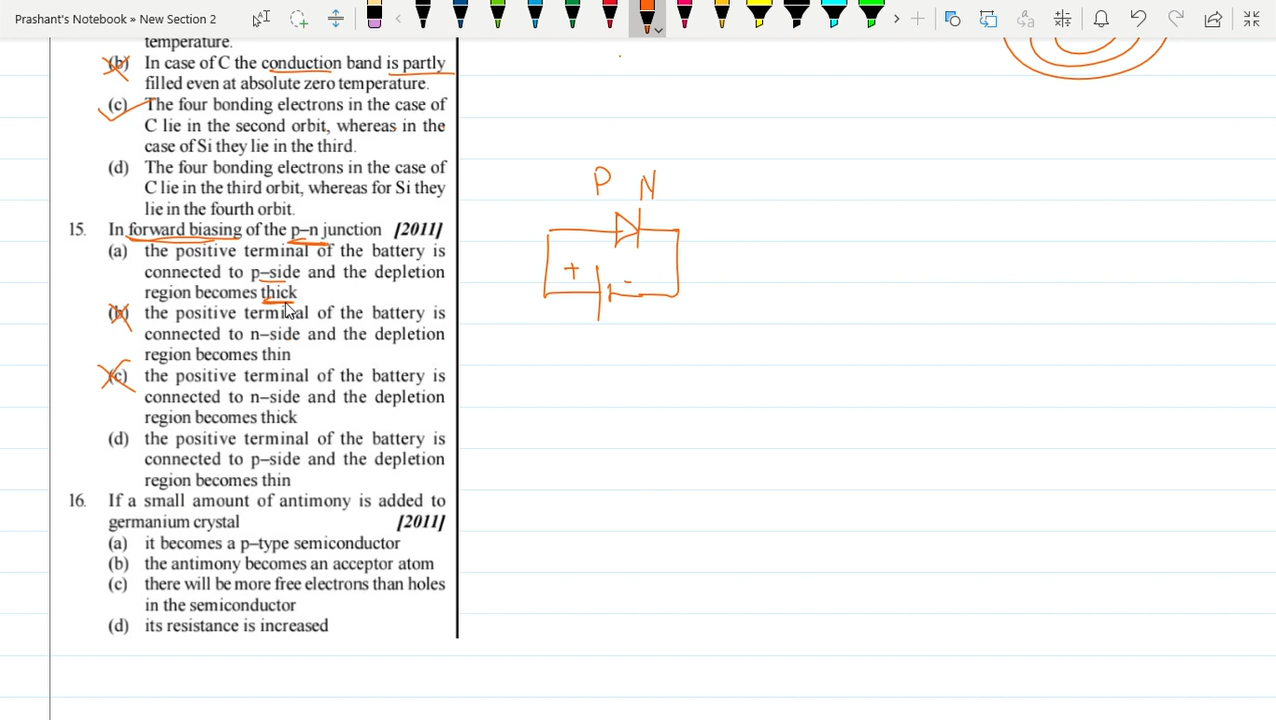 Prashant's Notebook » New Section 2
temperature.
(b) In case of C the conduction band is partly
filled even at absolute zero temperature.
(c) The four bonding electrons in the case of
C lie in the second orbit, whereas in the
case of Si they lie in the third.
(d) The four bonding electrons in the case of
C lie in the third orbit, whereas for Si they
lie in the fourth orbit.
15. In forward biasing of the p–n junction [2011]
(a) the positive terminal of the battery is
connected to p–side and the depletion
region becomes thick
(b) the positive terminal of the battery is
connected to n–side and the depletion
region becomes thin
(c) the positive terminal of the battery is
connected to n–side and the depletion
region becomes thick
(d) the positive terminal of the battery is
connected to p–side and the depletion
region becomes thin
16. If a small amount of antimony is added to
germanium crystal [2011]
(a) it becomes a p–type semiconductor
(b) the antimony becomes an acceptor atom
(c) there will be more free electrons than holes
in the semiconductor
(d) its resistance is increased
P N
+ -